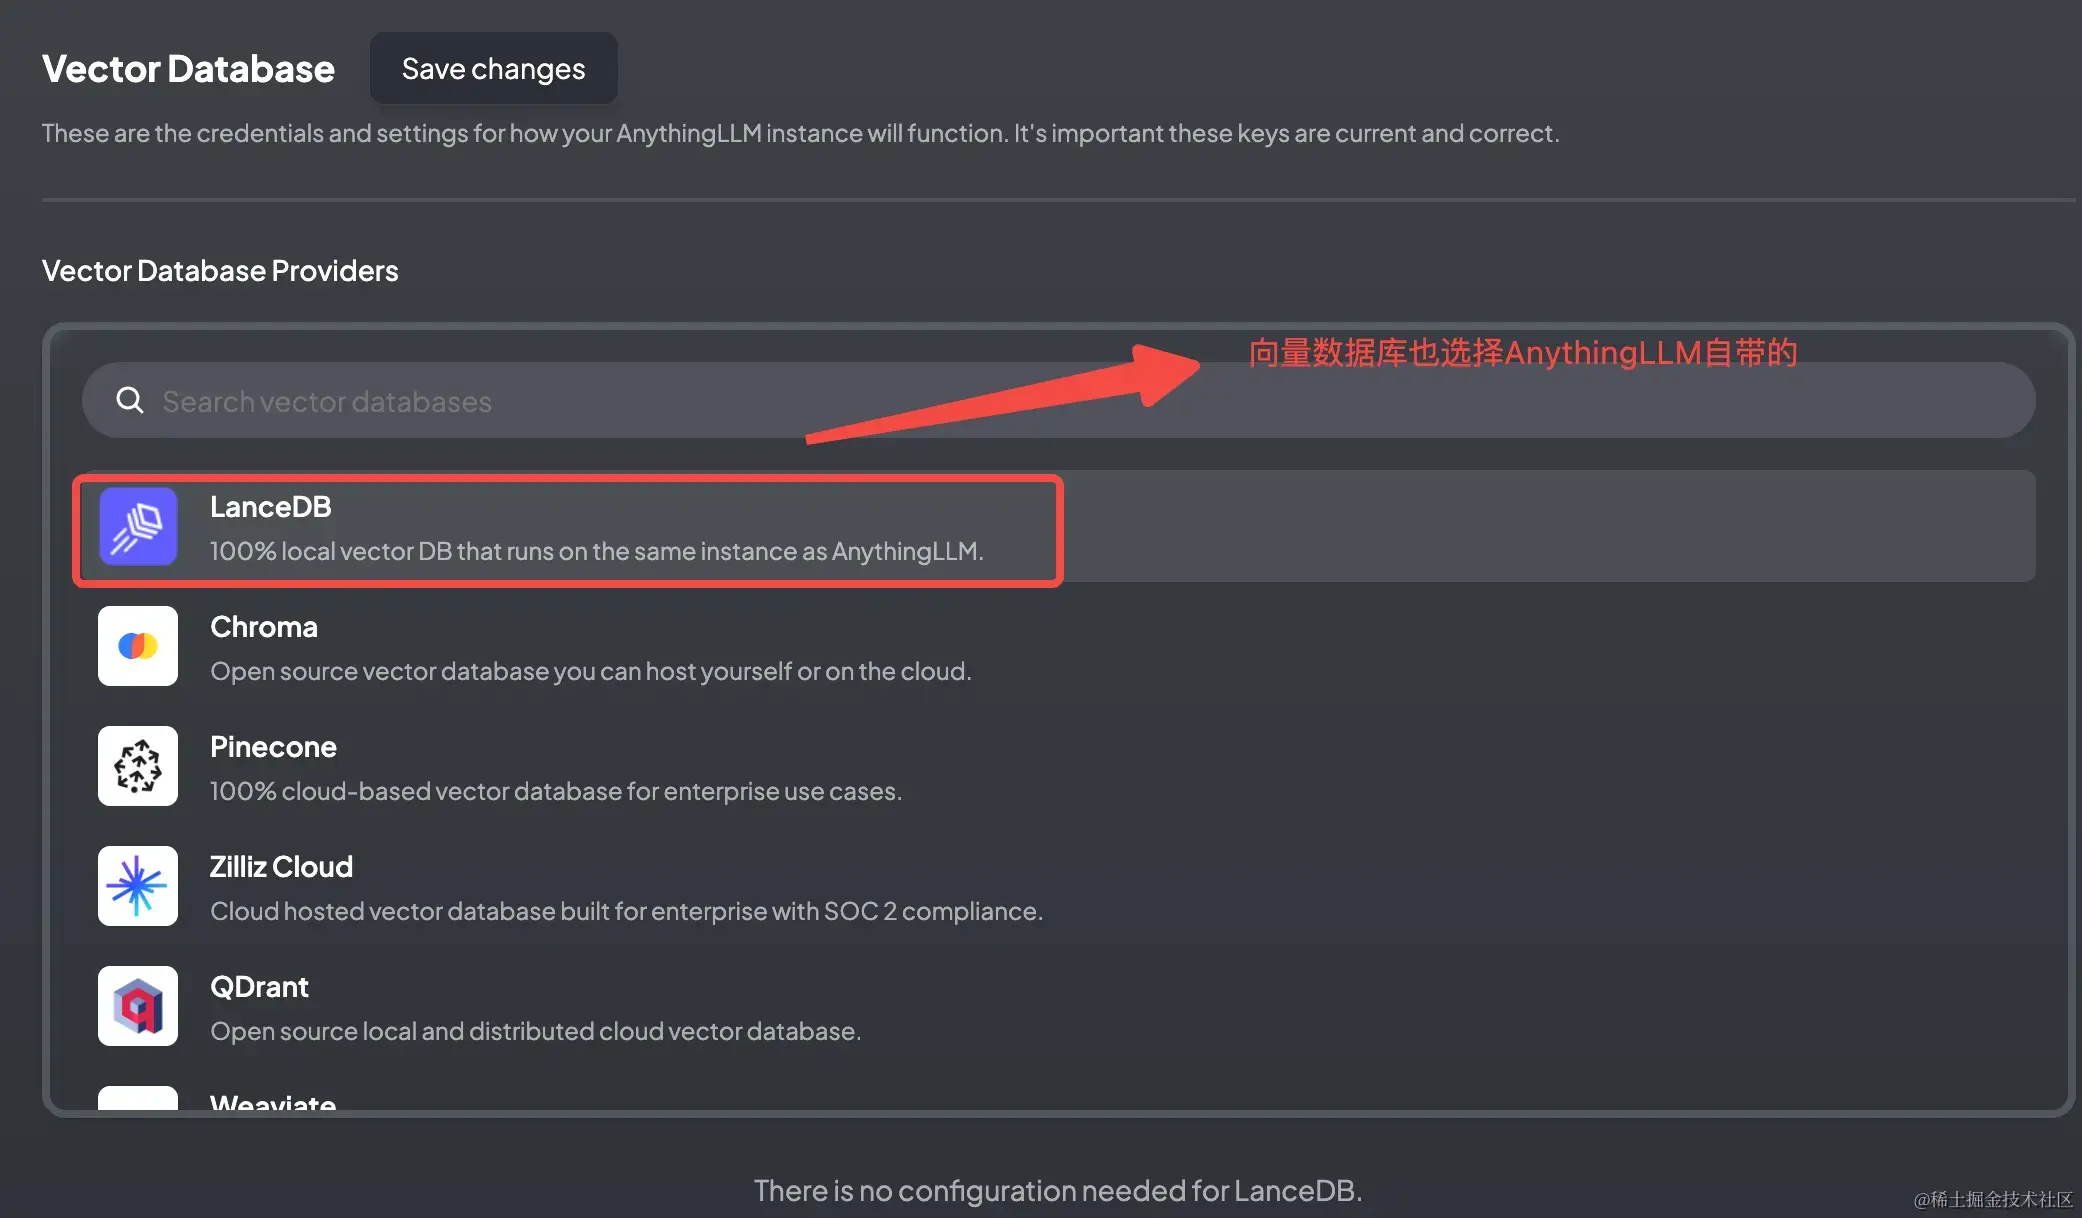 Vector Database
Save changes
These are the credentials and settings for how your AnythingLLM instance will function. It's important these keys are current and correct.
Vector Database Providers
向量数据库也选择AnythingLLM自带的
Search vector databases
LanceDB
100% local vector DB that runs on the same instance as AnythingLLM.
Chroma
Open source vector database you can host yourself or on the cloud.
Pinecone
100% cloud-based vector database for enterprise use cases.
Zilliz Cloud
Cloud hosted vector database built for enterprise with SOC 2 compliance.
QDrant
Open source local and distributed cloud vector database.
Weaviate
There is no configuration needed for LanceDB.
@稀土掘金技术社区